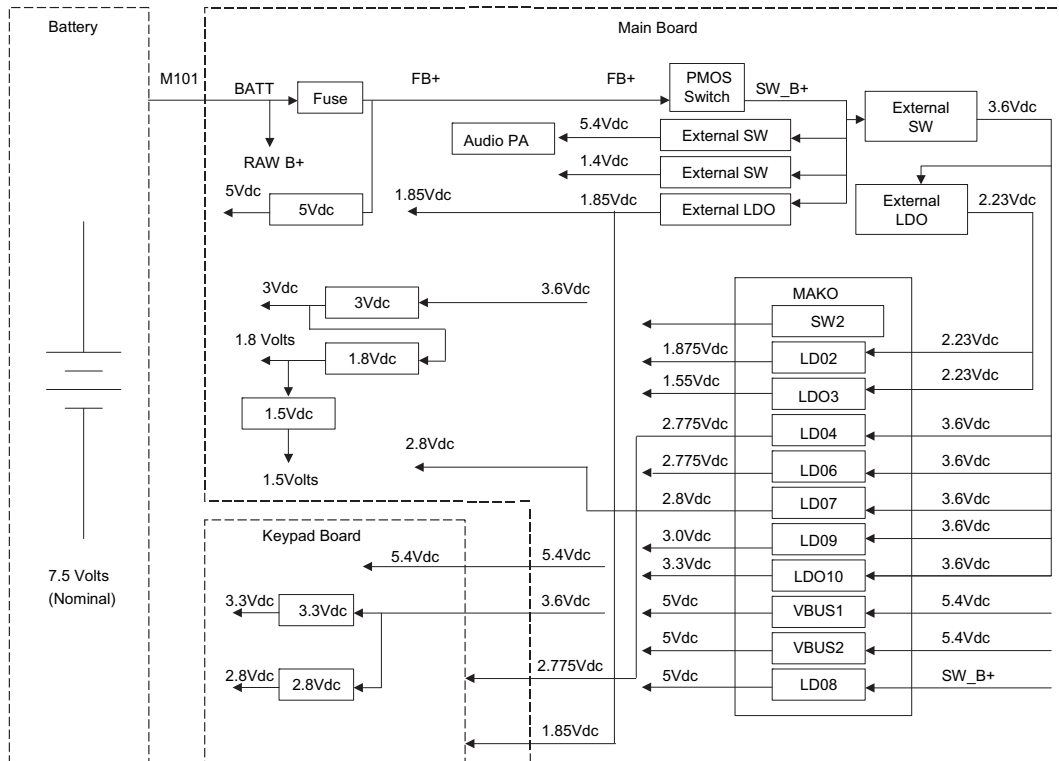 Battery
Main Board
M101
BATT
Fuse
FB+
FB+
PMOS
Switch
SW_B+
External
SW
3.6Vdc
RAW B+
Audio PA
5.4Vdc
External SW
1.4Vdc
External SW
5Vdc
5Vdc
1.85Vdc
1.85Vdc
External LDO
External
LDO
2.23Vdc
3Vdc
3Vdc
3.6Vdc
1.8 Volts
1.8Vdc
1.5Vdc
1.5Volts
2.8Vdc
MAKO
SW2
1.875Vdc
LD02
2.23Vdc
1.55Vdc
LDO3
2.23Vdc
2.775Vdc
LD04
3.6Vdc
2.775Vdc
LD06
3.6Vdc
2.8Vdc
LD07
3.6Vdc
3.0Vdc
LD09
3.6Vdc
3.3Vdc
LDO10
3.6Vdc
5Vdc
VBUS1
5.4Vdc
5Vdc
VBUS2
5.4Vdc
5Vdc
LD08
SW_B+
Keypad Board
5.4Vdc
5.4Vdc
3.3Vdc
3.3Vdc
3.6Vdc
2.8Vdc
2.8Vdc
2.775Vdc
1.85Vdc
7.5 Volts
(Nominal)